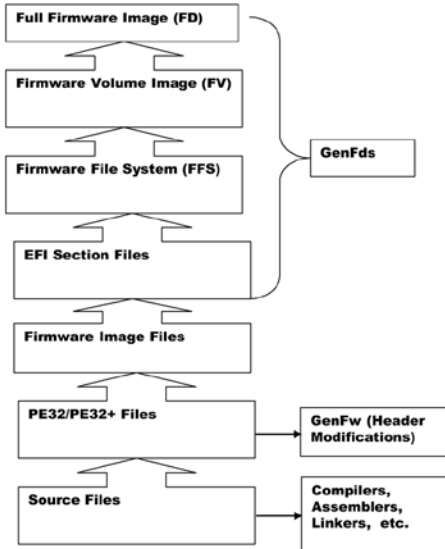 Full Firmware Image (FD)
Firmware Volume Image (FV)
Firmware File System (FFS)
GenFds
EFI Section Files
Firmware Image Files
PE32/PE32+ Files
GenFw (Header
Modifications)
Source Files
Compilers,
Assemblers,
Linkers, etc.